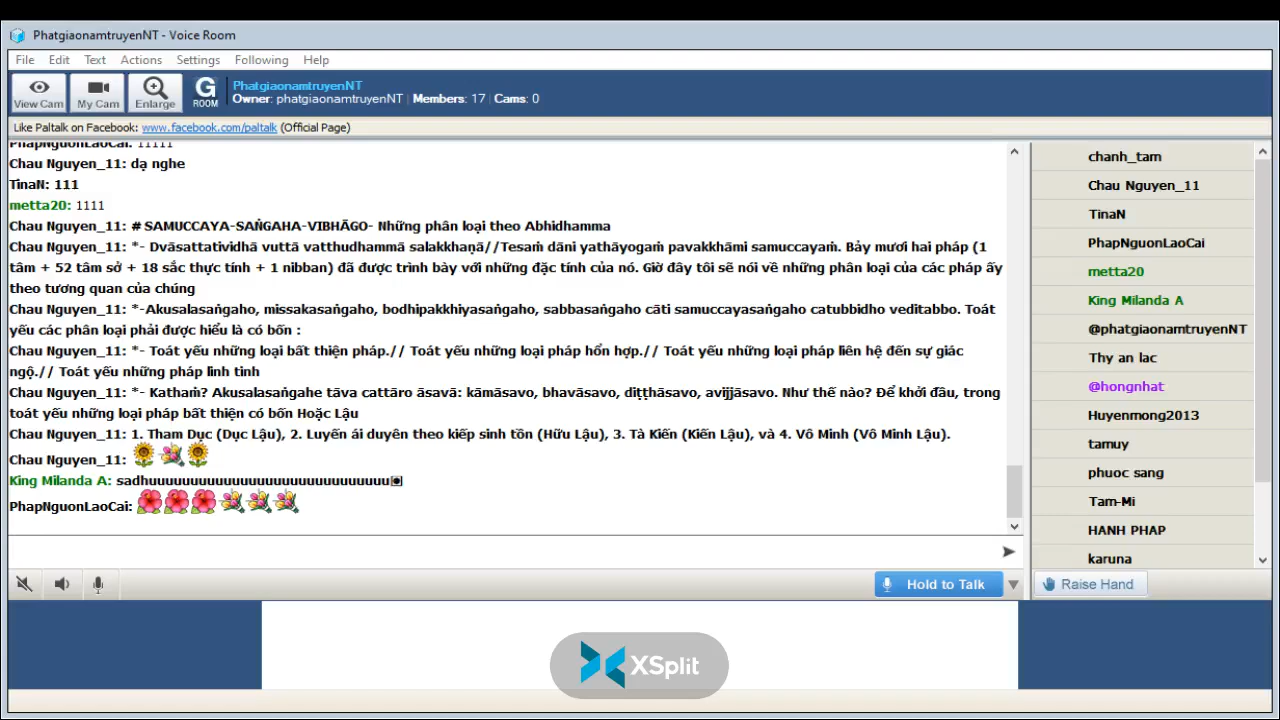 PhatgiaonamtruyenNT - Voice Room
File Edit Text Actions Settings Following Help
View Cam My Cam Enlarge G ROOM
PhatgiaonamtruyenNT
Owner: phatgiaonamtruyenNT | Members: 17 | Cams: 0
Like Paltalk on Facebook: www.facebook.com/paltalk (Official Page)
PhapNguonLaoCai: 11111
Chau Nguyen_11: dạ nghe
TinaN: 111
metta20: 1111
Chau Nguyen_11: # SAMUCCAYA-SAṄGAHA-VIBHĀGO- Những phân loại theo Abhidhamma
Chau Nguyen_11: *- Dvāsattatividhā vuttā vatthudhammā salakkhaṇā//Tesaṁ dāni yathāyogaṁ pavakkhāmi samuccayaṁ. Bảy mươi hai pháp (1
tâm + 52 tâm sở + 18 sắc thực tính + 1 nibban) đã được trình bày với những đặc tính của nó. Giờ đây tôi sẽ nói về những phân loại của các pháp ấy
theo tương quan của chúng
Chau Nguyen_11: *-Akusalasaṅgaho, missakasaṅgaho, bodhipakkhiyasaṅgaho, sabbasaṅgaho cāti samuccayasaṅgaho catubbidho veditabbo. Toát
yếu các phân loại phải được hiểu là có bốn :
Chau Nguyen_11: *- Toát yếu những loại bất thiện pháp.// Toát yếu những loại pháp hổn hợp.// Toát yếu những loại pháp liên hệ đến sự giác
ngộ.// Toát yếu những pháp linh tinh
Chau Nguyen_11: *- Kathaṁ? Akusalasaṅgahe tāva cattāro āsavā: kāmāsavo, bhavāsavo, diṭṭhāsavo, avijjāsavo. Như thế nào? Để khởi đầu, trong
toát yếu những loại pháp bất thiện có bốn Hoặc Lậu
Chau Nguyen_11: 1. Tham Dục (Dục Lậu), 2. Luyến ái duyên theo kiếp sinh tồn (Hữu Lậu), 3. Tà Kiến (Kiến Lậu), và 4. Vô Minh (Vô Minh Lậu).
Chau Nguyen_11:
King Milanda A: sadhuuuuuuuuuuuuuuuuuuuuuuuuuuuuu
PhapNguonLaoCai:
chanh_tam
Chau Nguyen_11
TinaN
PhapNguonLaoCai
metta20
King Milanda A
@phatgiaonamtruyenNT
Thy an lac
@hongnhat
Huyenmong2013
tamuy
phuoc sang
Tam-Mi
HANH PHAP
karuna
Hold to Talk
Raise Hand
XSplit